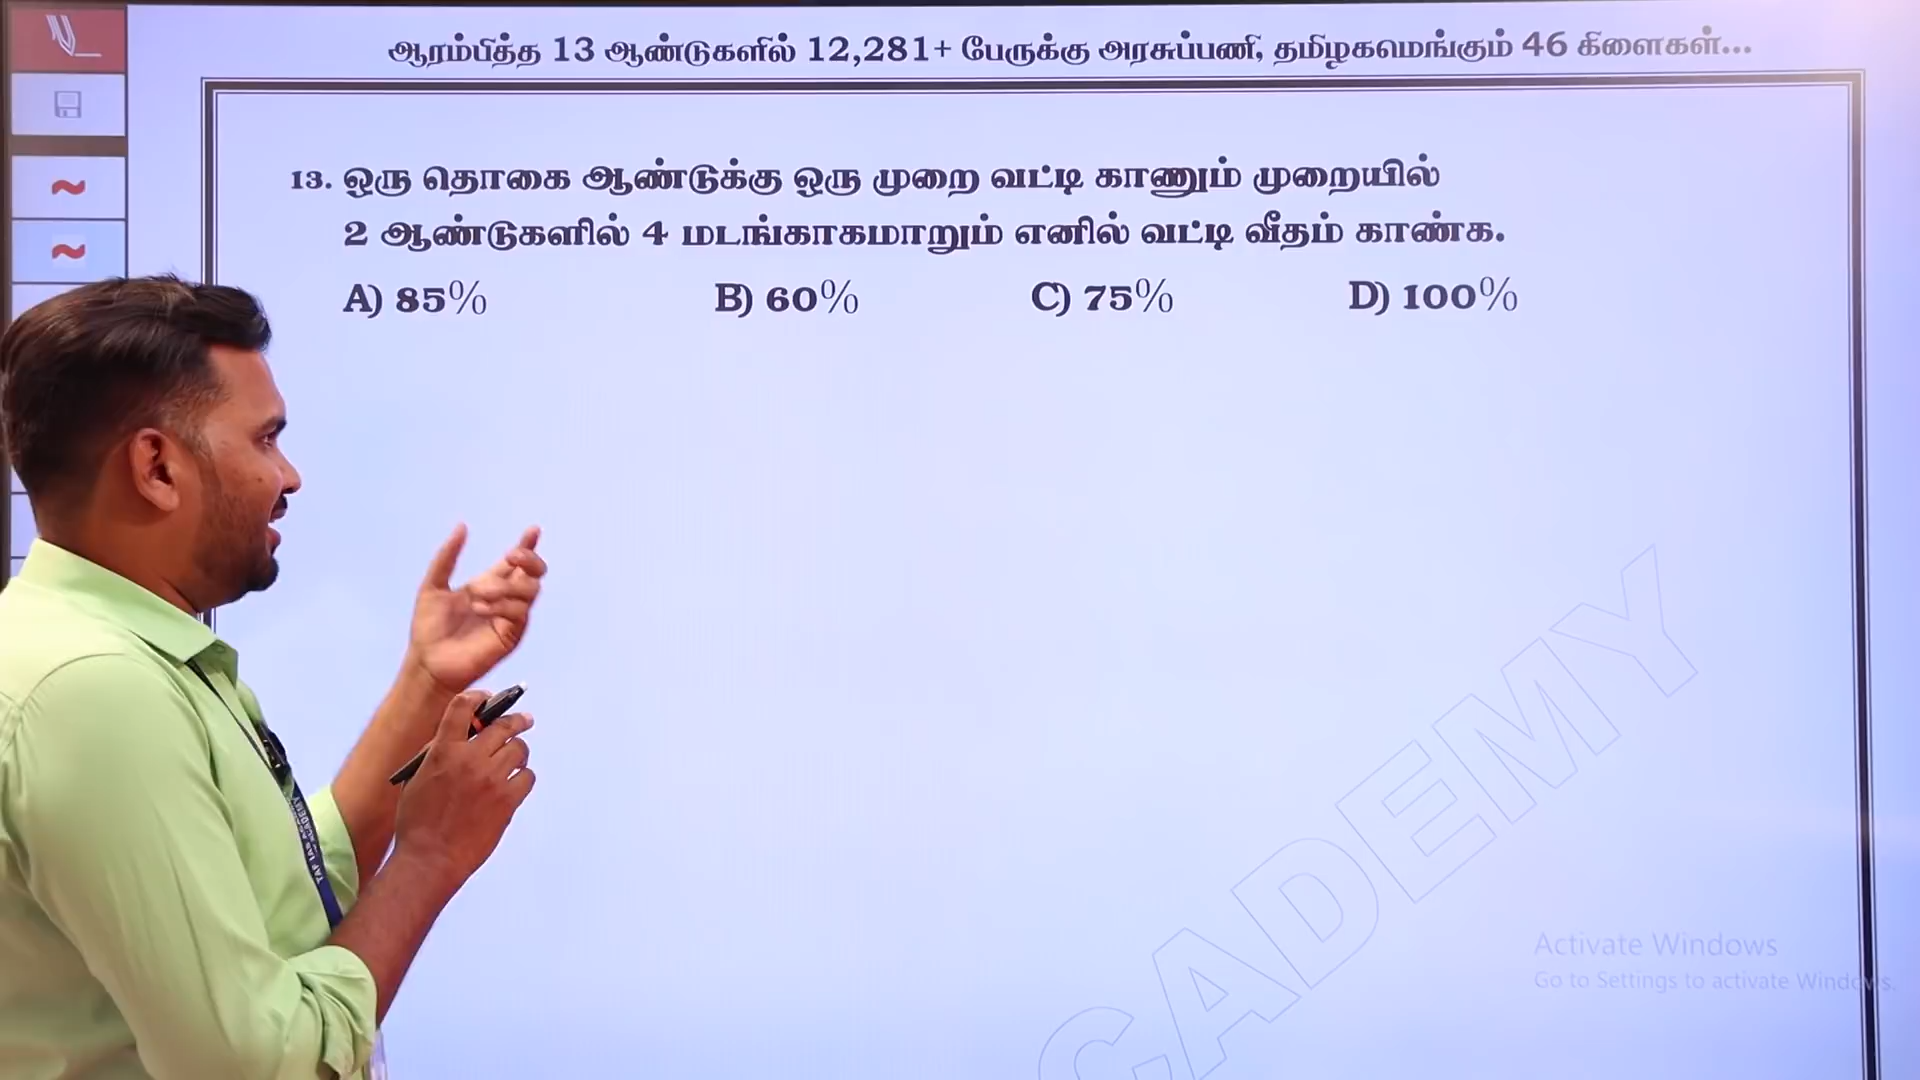 ஆரம்பித்த 13 ஆண்டுகளில் 12,281+ பேருக்கு அரசுப்பணி, தமிழகமெங்கும் 46 கிளைகள்...
13. ஒரு தொகை ஆண்டுக்கு ஒரு முறை வட்டி காணும் முறையில்
2 ஆண்டுகளில் 4 மடங்காகமாறும் எனில் வட்டி வீதம் காண்க.
A) 85% B) 60% C) 75% D) 100%
CADEMY
Activate Windows
Go to Settings to activate Windows.